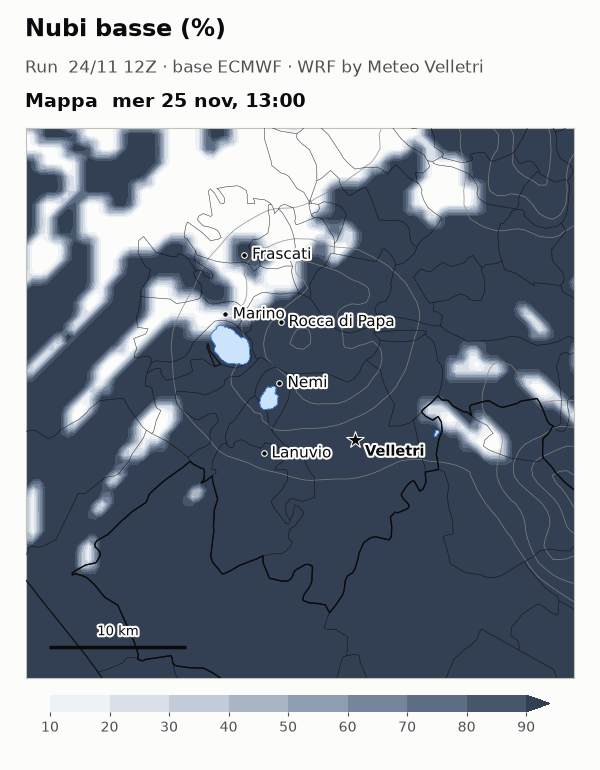 Nubi basse (%)
Run  24/11 12Z · base ECMWF · WRF by Meteo Velletri
Mappa  mer 25 nov, 13:00
Frascati
Marino
Rocca di Papa
Nemi
Velletri
Lanuvio
10 km
10 20 30 40 50 60 70 80 90